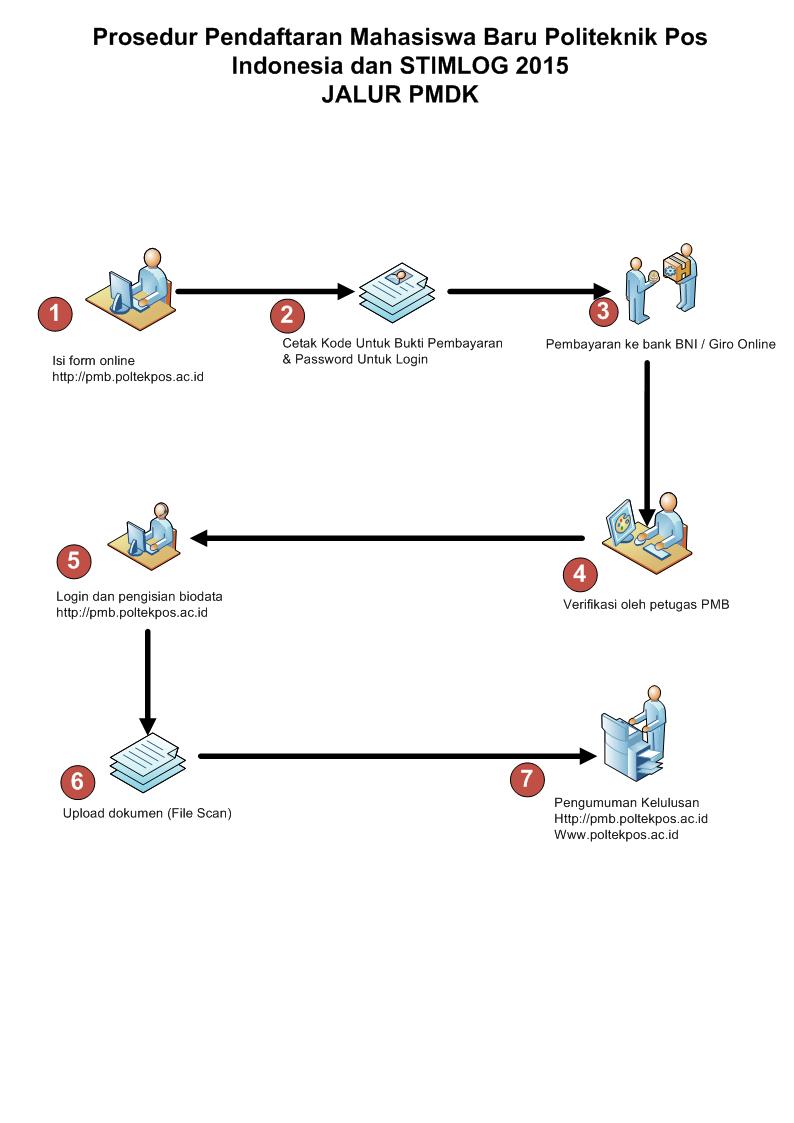 Prosedur Pendaftaran Mahasiswa Baru Politeknik Pos
Indonesia dan STIMLOG 2015
JALUR PMDK
1
Isi form online
http://pmb.poltekpos.ac.id
2
Cetak Kode Untuk Bukti Pembayaran
& Password Untuk Login
3
Pembayaran ke bank BNI / Giro Online
4
Verifikasi oleh petugas PMB
5
Login dan pengisian biodata
http://pmb.poltekpos.ac.id
6
Upload dokumen (File Scan)
7
Pengumuman Kelulusan
Http://pmb.poltekpos.ac.id
Www.poltekpos.ac.id